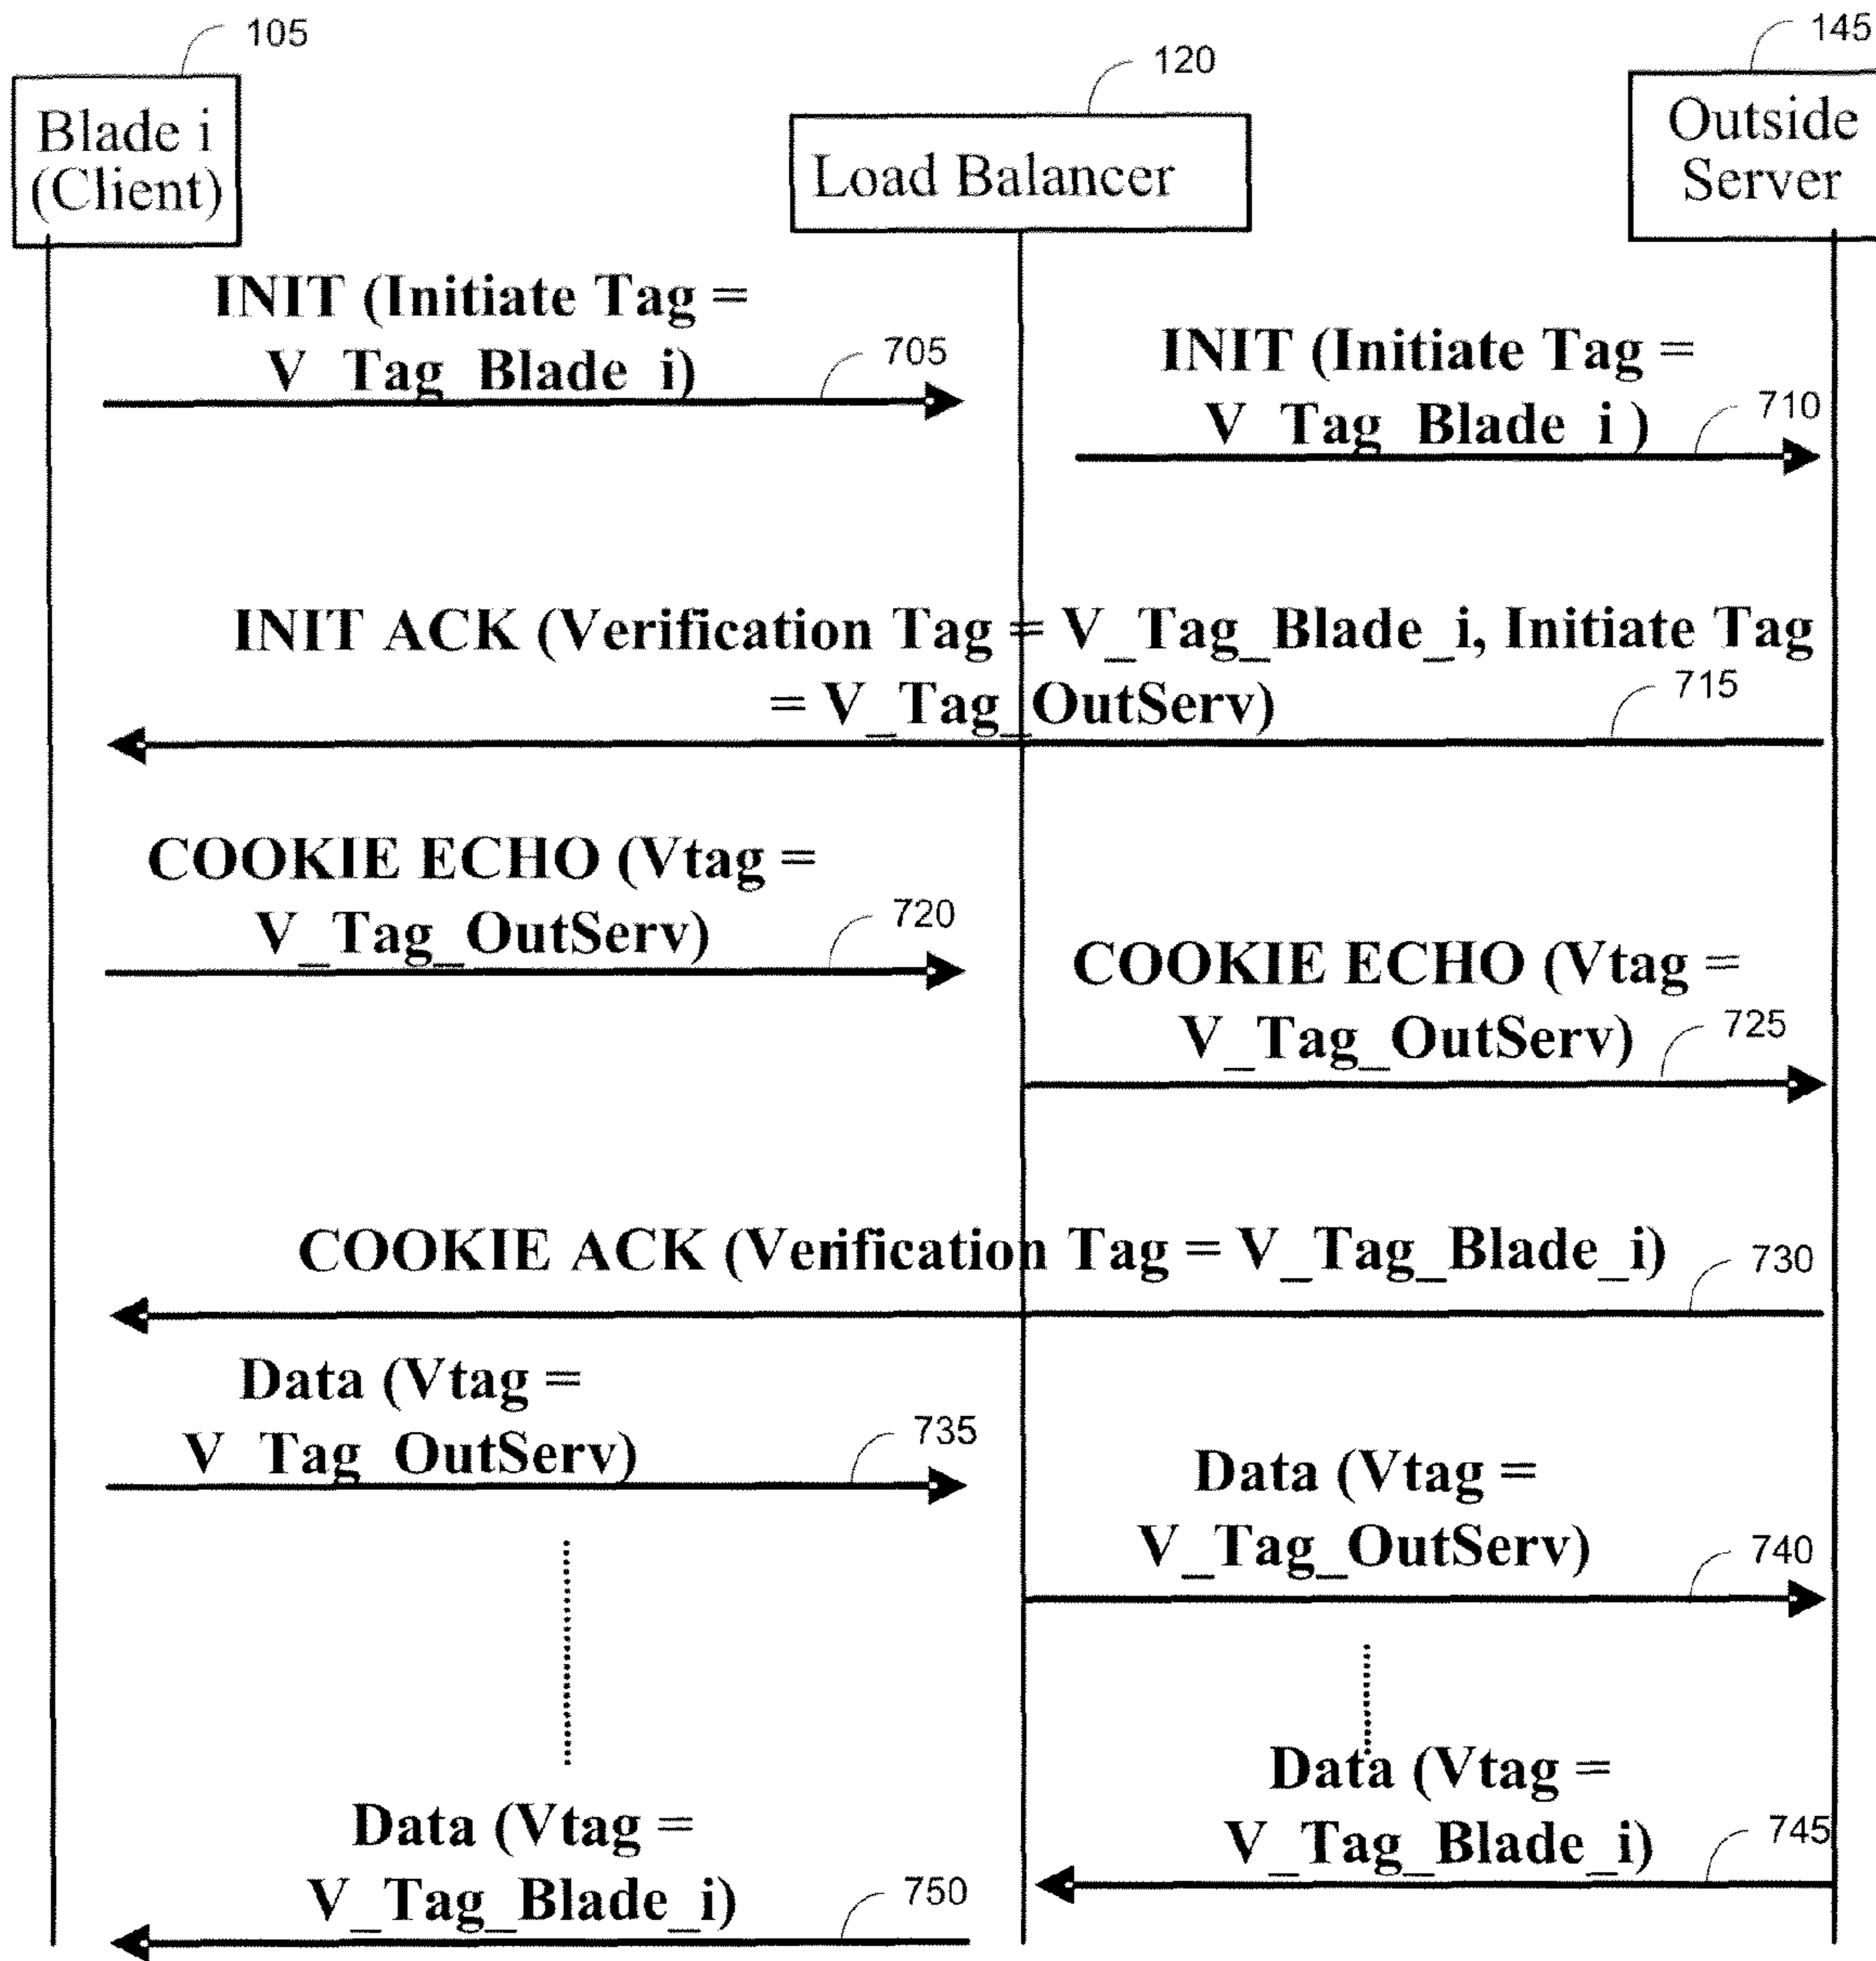 105
Blade i
(Client)
120
Load Balancer
145
Outside
Server
INIT (Initiate Tag =
V_Tag_Blade_i)
705
INIT (Initiate Tag =
V_Tag_Blade_i )
710
INIT ACK (Verification Tag = V_Tag_Blade_i, Initiate Tag
= V_Tag_OutServ)
715
COOKIE ECHO (Vtag =
V_Tag_OutServ)
720
COOKIE ECHO (Vtag =
V_Tag_OutServ)
725
COOKIE ACK (Verification Tag = V_Tag_Blade_i)
730
Data (Vtag =
V_Tag_OutServ)
735
Data (Vtag =
V_Tag_OutServ)
740
Data (Vtag =
V_Tag_Blade_i)
745
Data (Vtag =
V_Tag_Blade_i)
750